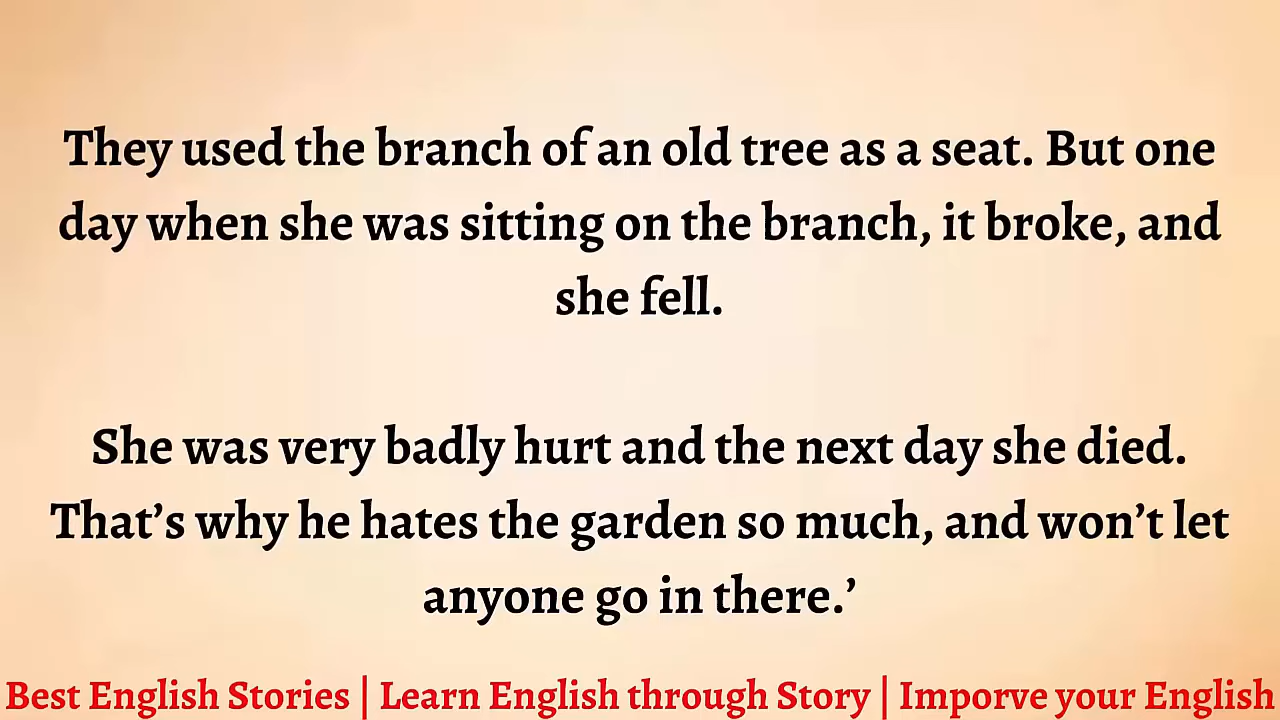 They used the branch of an old tree as a seat. But one
day when she was sitting on the branch, it broke, and
she fell.
She was very badly hurt and the next day she died.
That’s why he hates the garden so much, and won’t let
anyone go in there.’
Best English Stories | Learn English through Story | Imporve your English